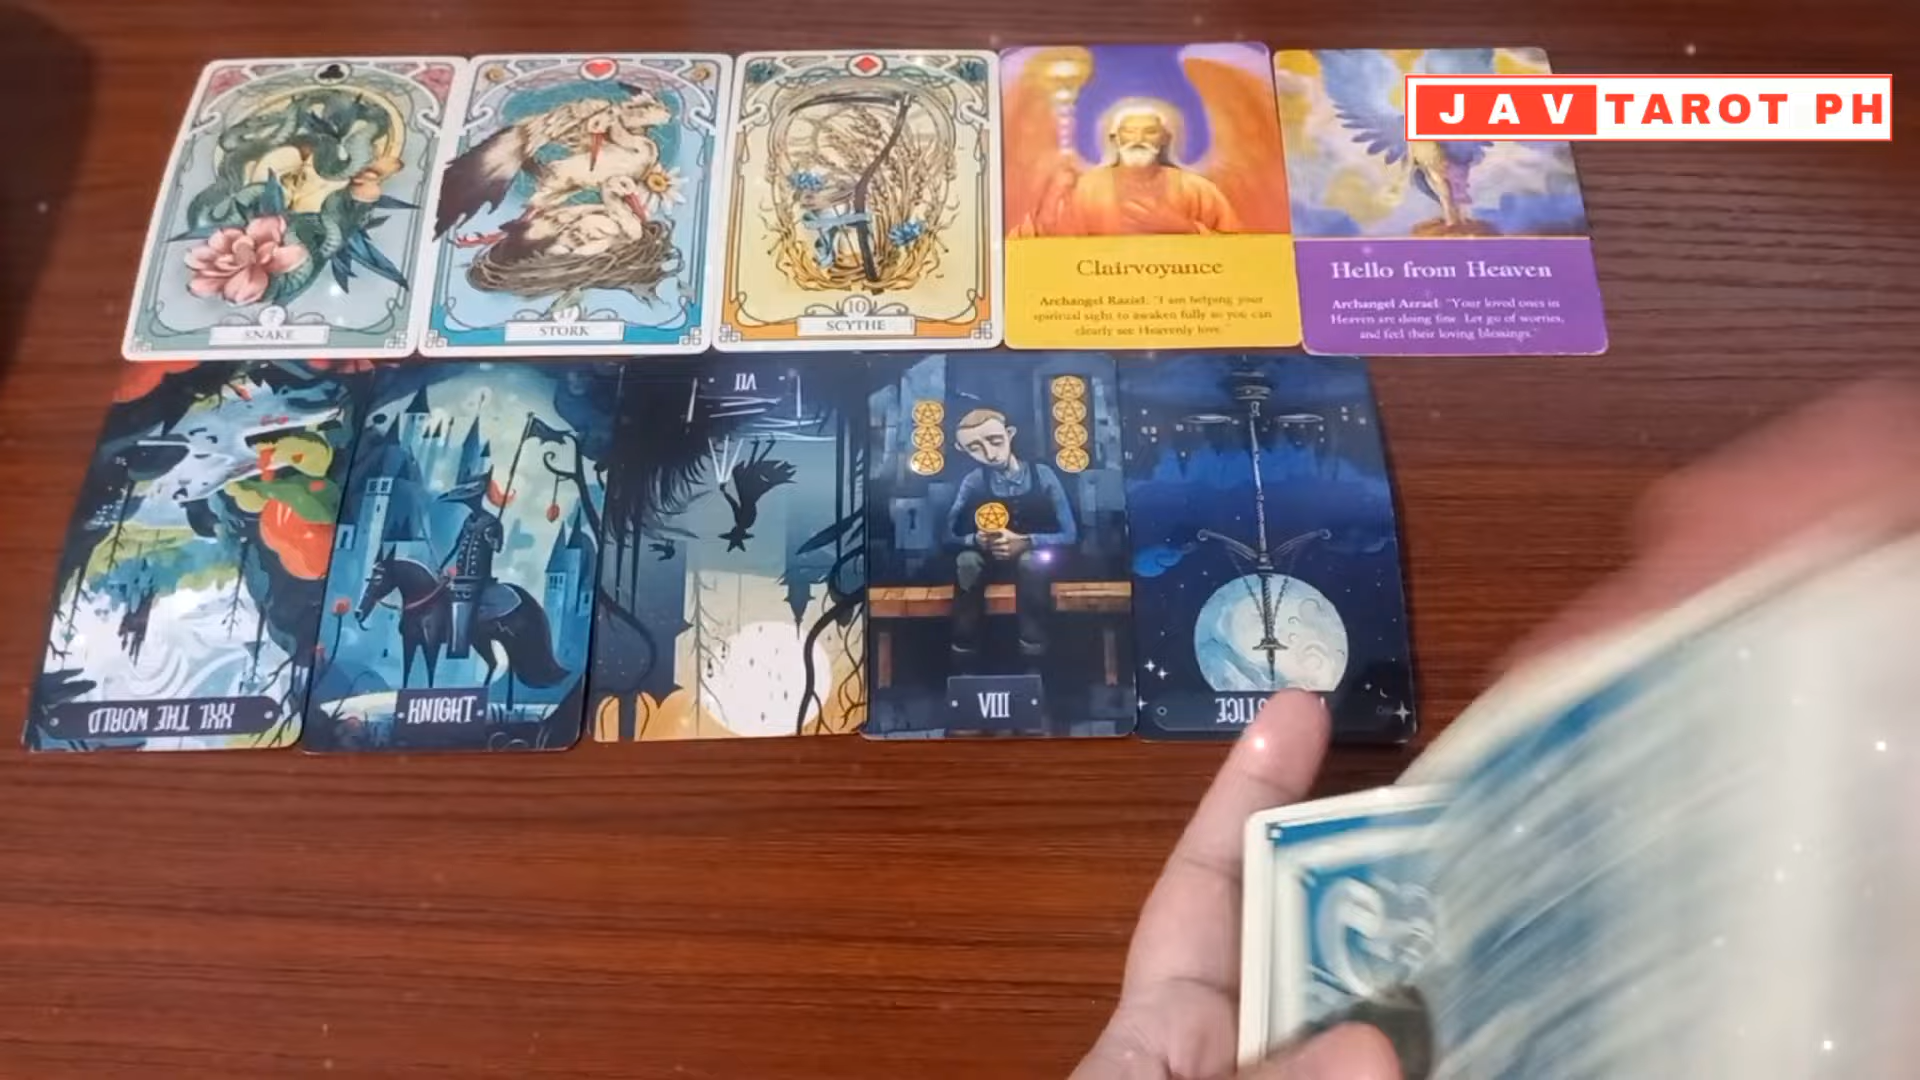 JAV TAROT PH
7
SNAKE
17
STORK
10
SCYTHE
Clairvoyance
Archangel Raziel: "I am helping your
spiritual sight to awaken fully so you can
clearly see Heavenly love."
Hello from Heaven
Archangel Azrael: "Your loved ones in
Heaven are doing fine. Let go of worries,
and feel their loving blessings."
XXI. THE WORLD
KNIGHT
VII
VIII